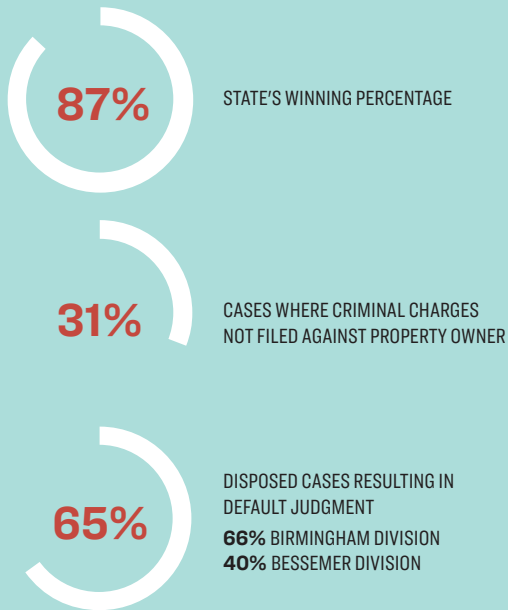 87%
STATE'S WINNING PERCENTAGE
31%
CASES WHERE CRIMINAL CHARGES
NOT FILED AGAINST PROPERTY OWNER
65%
DISPOSED CASES RESULTING IN
DEFAULT JUDGMENT
66% BIRMINGHAM DIVISION
40% BESSEMER DIVISION